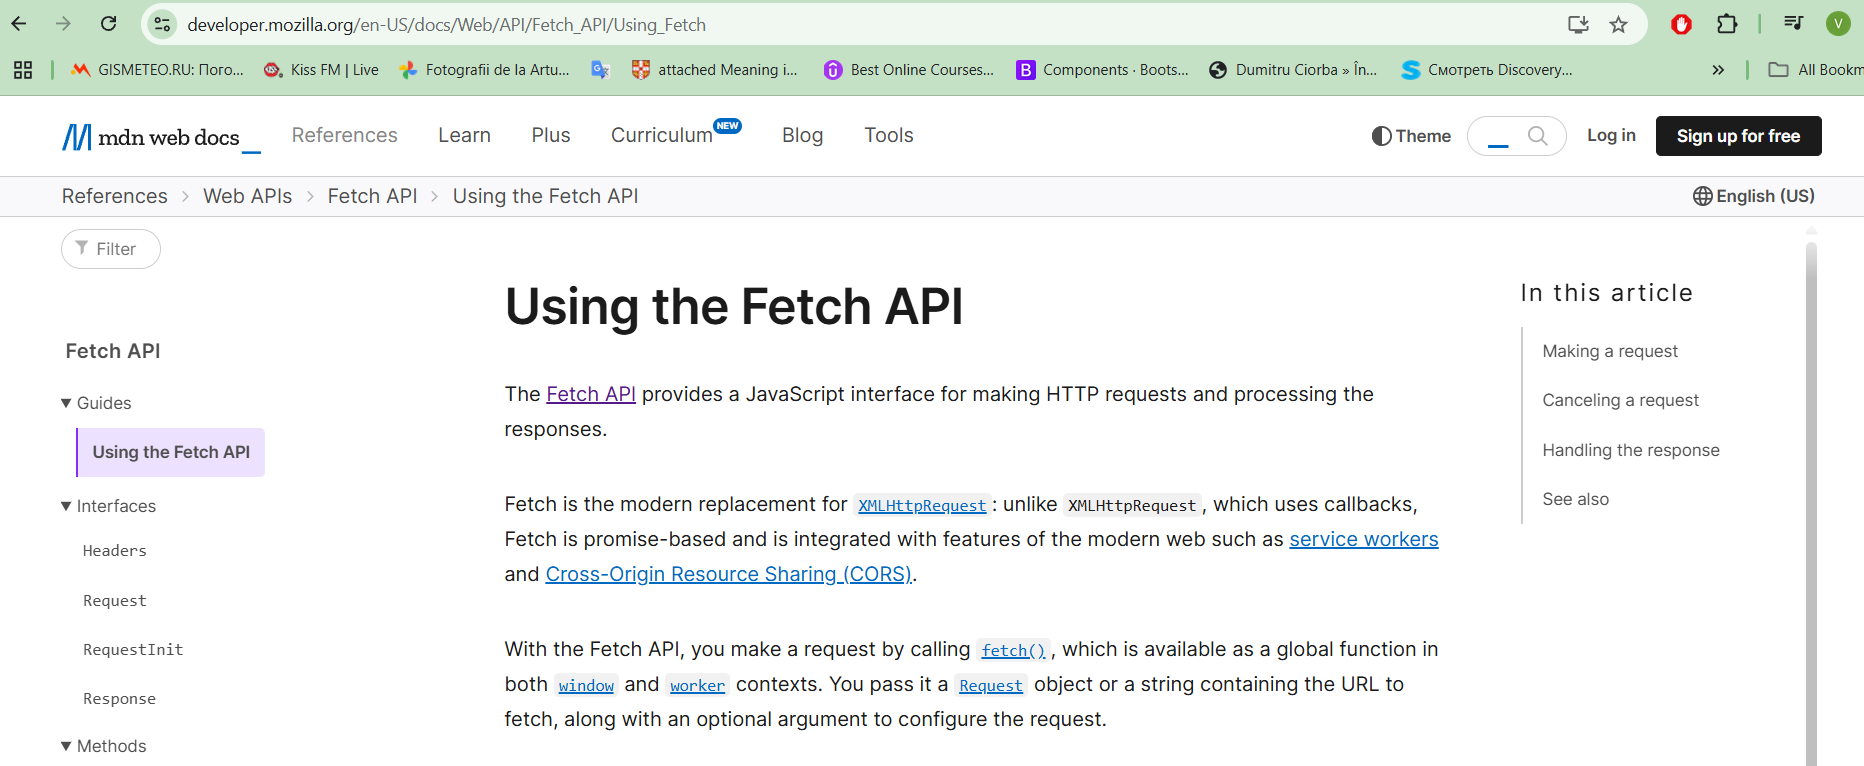 developer.mozilla.org/en-US/docs/Web/API/Fetch_API/Using_Fetch
V
GISMETEO.RU: Пого...
Kiss FM | Live
Fotografii de la Artu...
attached Meaning i...
Best Online Courses...
Components · Boots...
Dumitru Ciorba » În...
Смотреть Discovery...
» All Bookm
mdn web docs_
References
Learn
Plus
Curriculum NEW
Blog
Tools
Theme
Log in
Sign up for free
References > Web APIs > Fetch API > Using the Fetch API
English (US)
Filter
Fetch API
Guides
Using the Fetch API
Interfaces
Headers
Request
RequestInit
Response
Methods
Using the Fetch API
The Fetch API provides a JavaScript interface for making HTTP requests and processing the
responses.
Fetch is the modern replacement for XMLHttpRequest: unlike XMLHttpRequest, which uses callbacks,
Fetch is promise-based and is integrated with features of the modern web such as service workers
and Cross-Origin Resource Sharing (CORS).
With the Fetch API, you make a request by calling fetch(), which is available as a global function in
both window and worker contexts. You pass it a Request object or a string containing the URL to
fetch, along with an optional argument to configure the request.
In this article
Making a request
Canceling a request
Handling the response
See also